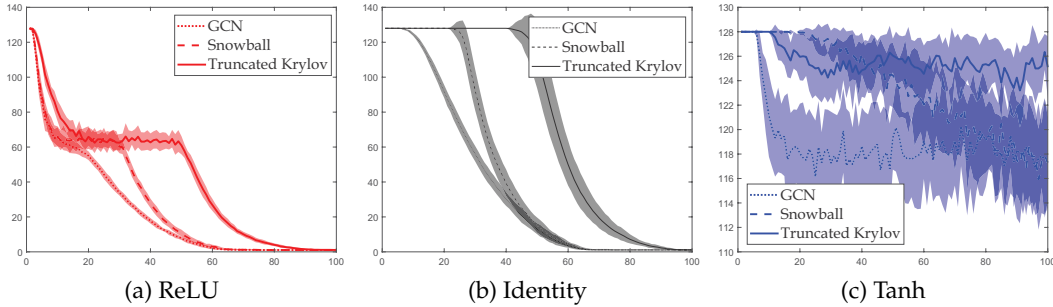 140
120
100
80
60
40
20
0
0 20 40 60 80 100
GCN
Snowball
Truncated Krylov
(a) ReLU
140
120
100
80
60
40
20
0
0 20 40 60 80 100
GCN
Snowball
Truncated Krylov
(b) Identity
130
128
126
124
122
120
118
116
114
112
110
0 20 40 60 80 100
GCN
Snowball
Truncated Krylov
(c) Tanh